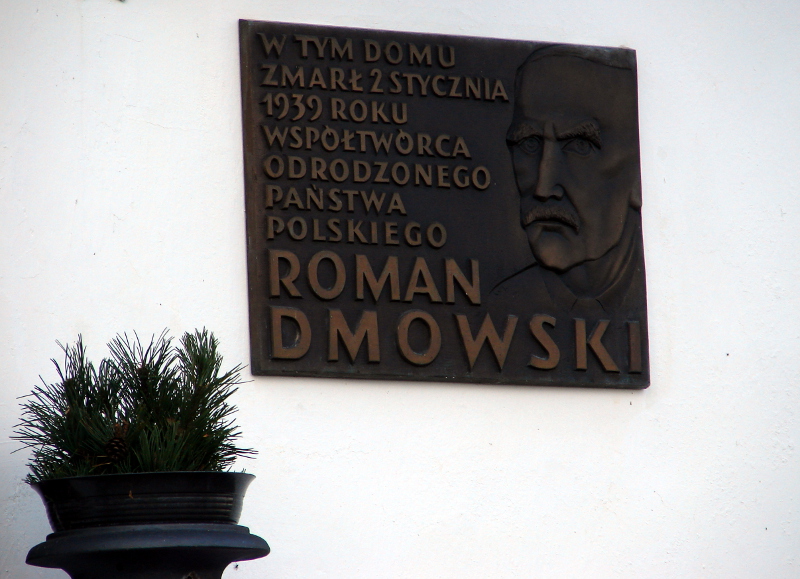 W TYM DOMU
ZMARŁ 2 STYCZNIA
1939 ROKU
WSPÓŁTWÓRCA
ODRODZONEGO
PAŃSTWA
POLSKIEGO
ROMAN
DMOWSKI